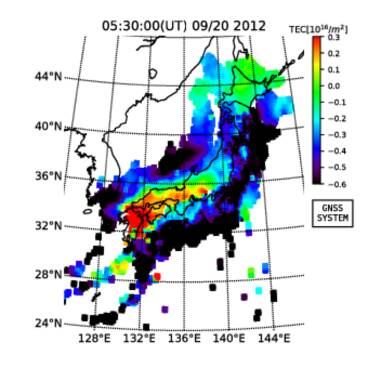 05:30:00(UT) 09/20 2012
TEC[10¹⁶/m²]
0.3
0.2
0.1
0.0
−0.1
−0.2
−0.3
−0.4
−0.5
−0.6
GNSS
SYSTEM
44°N
40°N
36°N
32°N
28°N
24°N
128°E 132°E 136°E 140°E 144°E